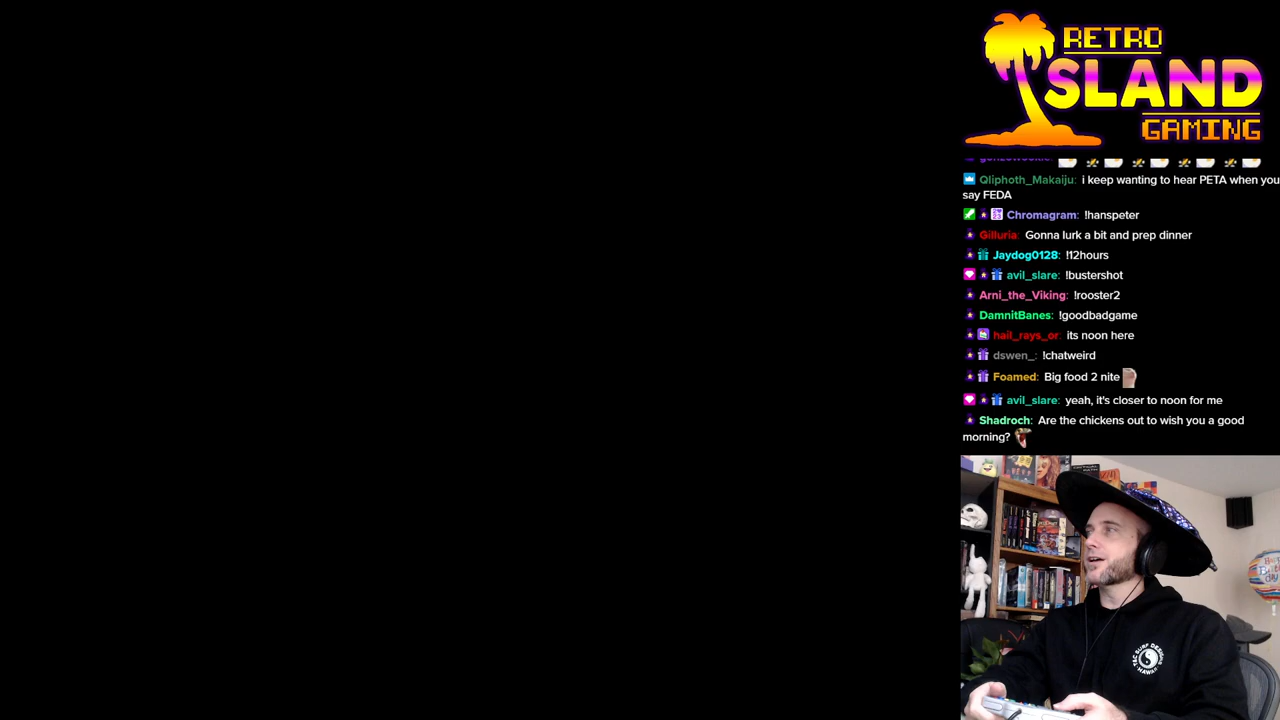 RETRO
ISLAND
GAMING
Qliphoth_Makaiju: i keep wanting to hear PETA when you
say FEDA
Chromagram: !hanspeter
Gilluria: Gonna lurk a bit and prep dinner
Jaydog0128: !12hours
avil_slare: !bustershot
Arni_the_Viking: !rooster2
DamnitBanes: !goodbadgame
hail_rays_or: its noon here
dswen_: !chatweird
Foamed: Big food 2 nite
avil_slare: yeah, it's closer to noon for me
Shadroch: Are the chickens out to wish you a good
morning?